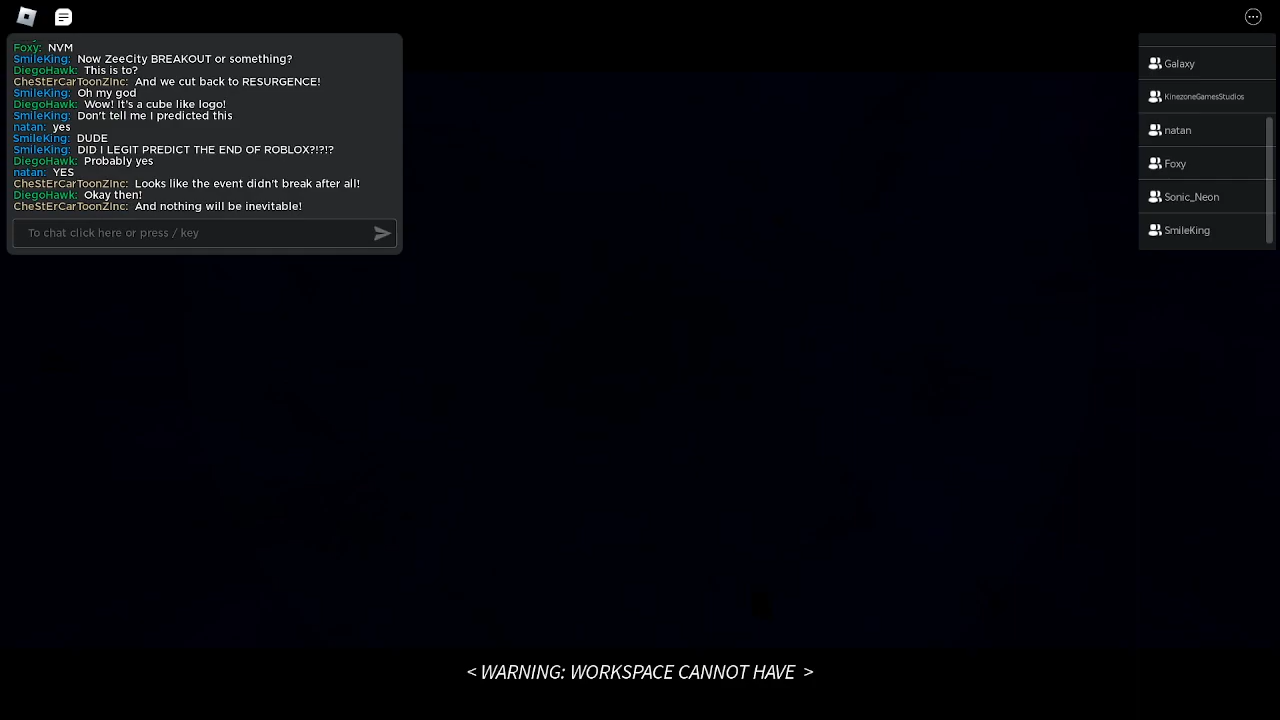 Foxy: NVM
SmileKing: Now ZeeCity BREAKOUT or something?
DiegoHawk: This is to?
CheStErCarToonZInc: And we cut back to RESURGENCE!
SmileKing: Oh my god
DiegoHawk: Wow! It's a cube like logo!
SmileKing: Don't tell me I predicted this
natan: yes
SmileKing: DUDE
SmileKing: DID I LEGIT PREDICT THE END OF ROBLOX?!?!?
DiegoHawk: Probably yes
natan: YES
CheStErCarToonZInc: Looks like the event didn't break after all!
DiegoHawk: Okay then!
CheStErCarToonZInc: And nothing will be inevitable!
To chat click here or press / key
Galaxy
KinezoneGamesStudios
natan
Foxy
Sonic_Neon
SmileKing
< WARNING: WORKSPACE CANNOT HAVE >